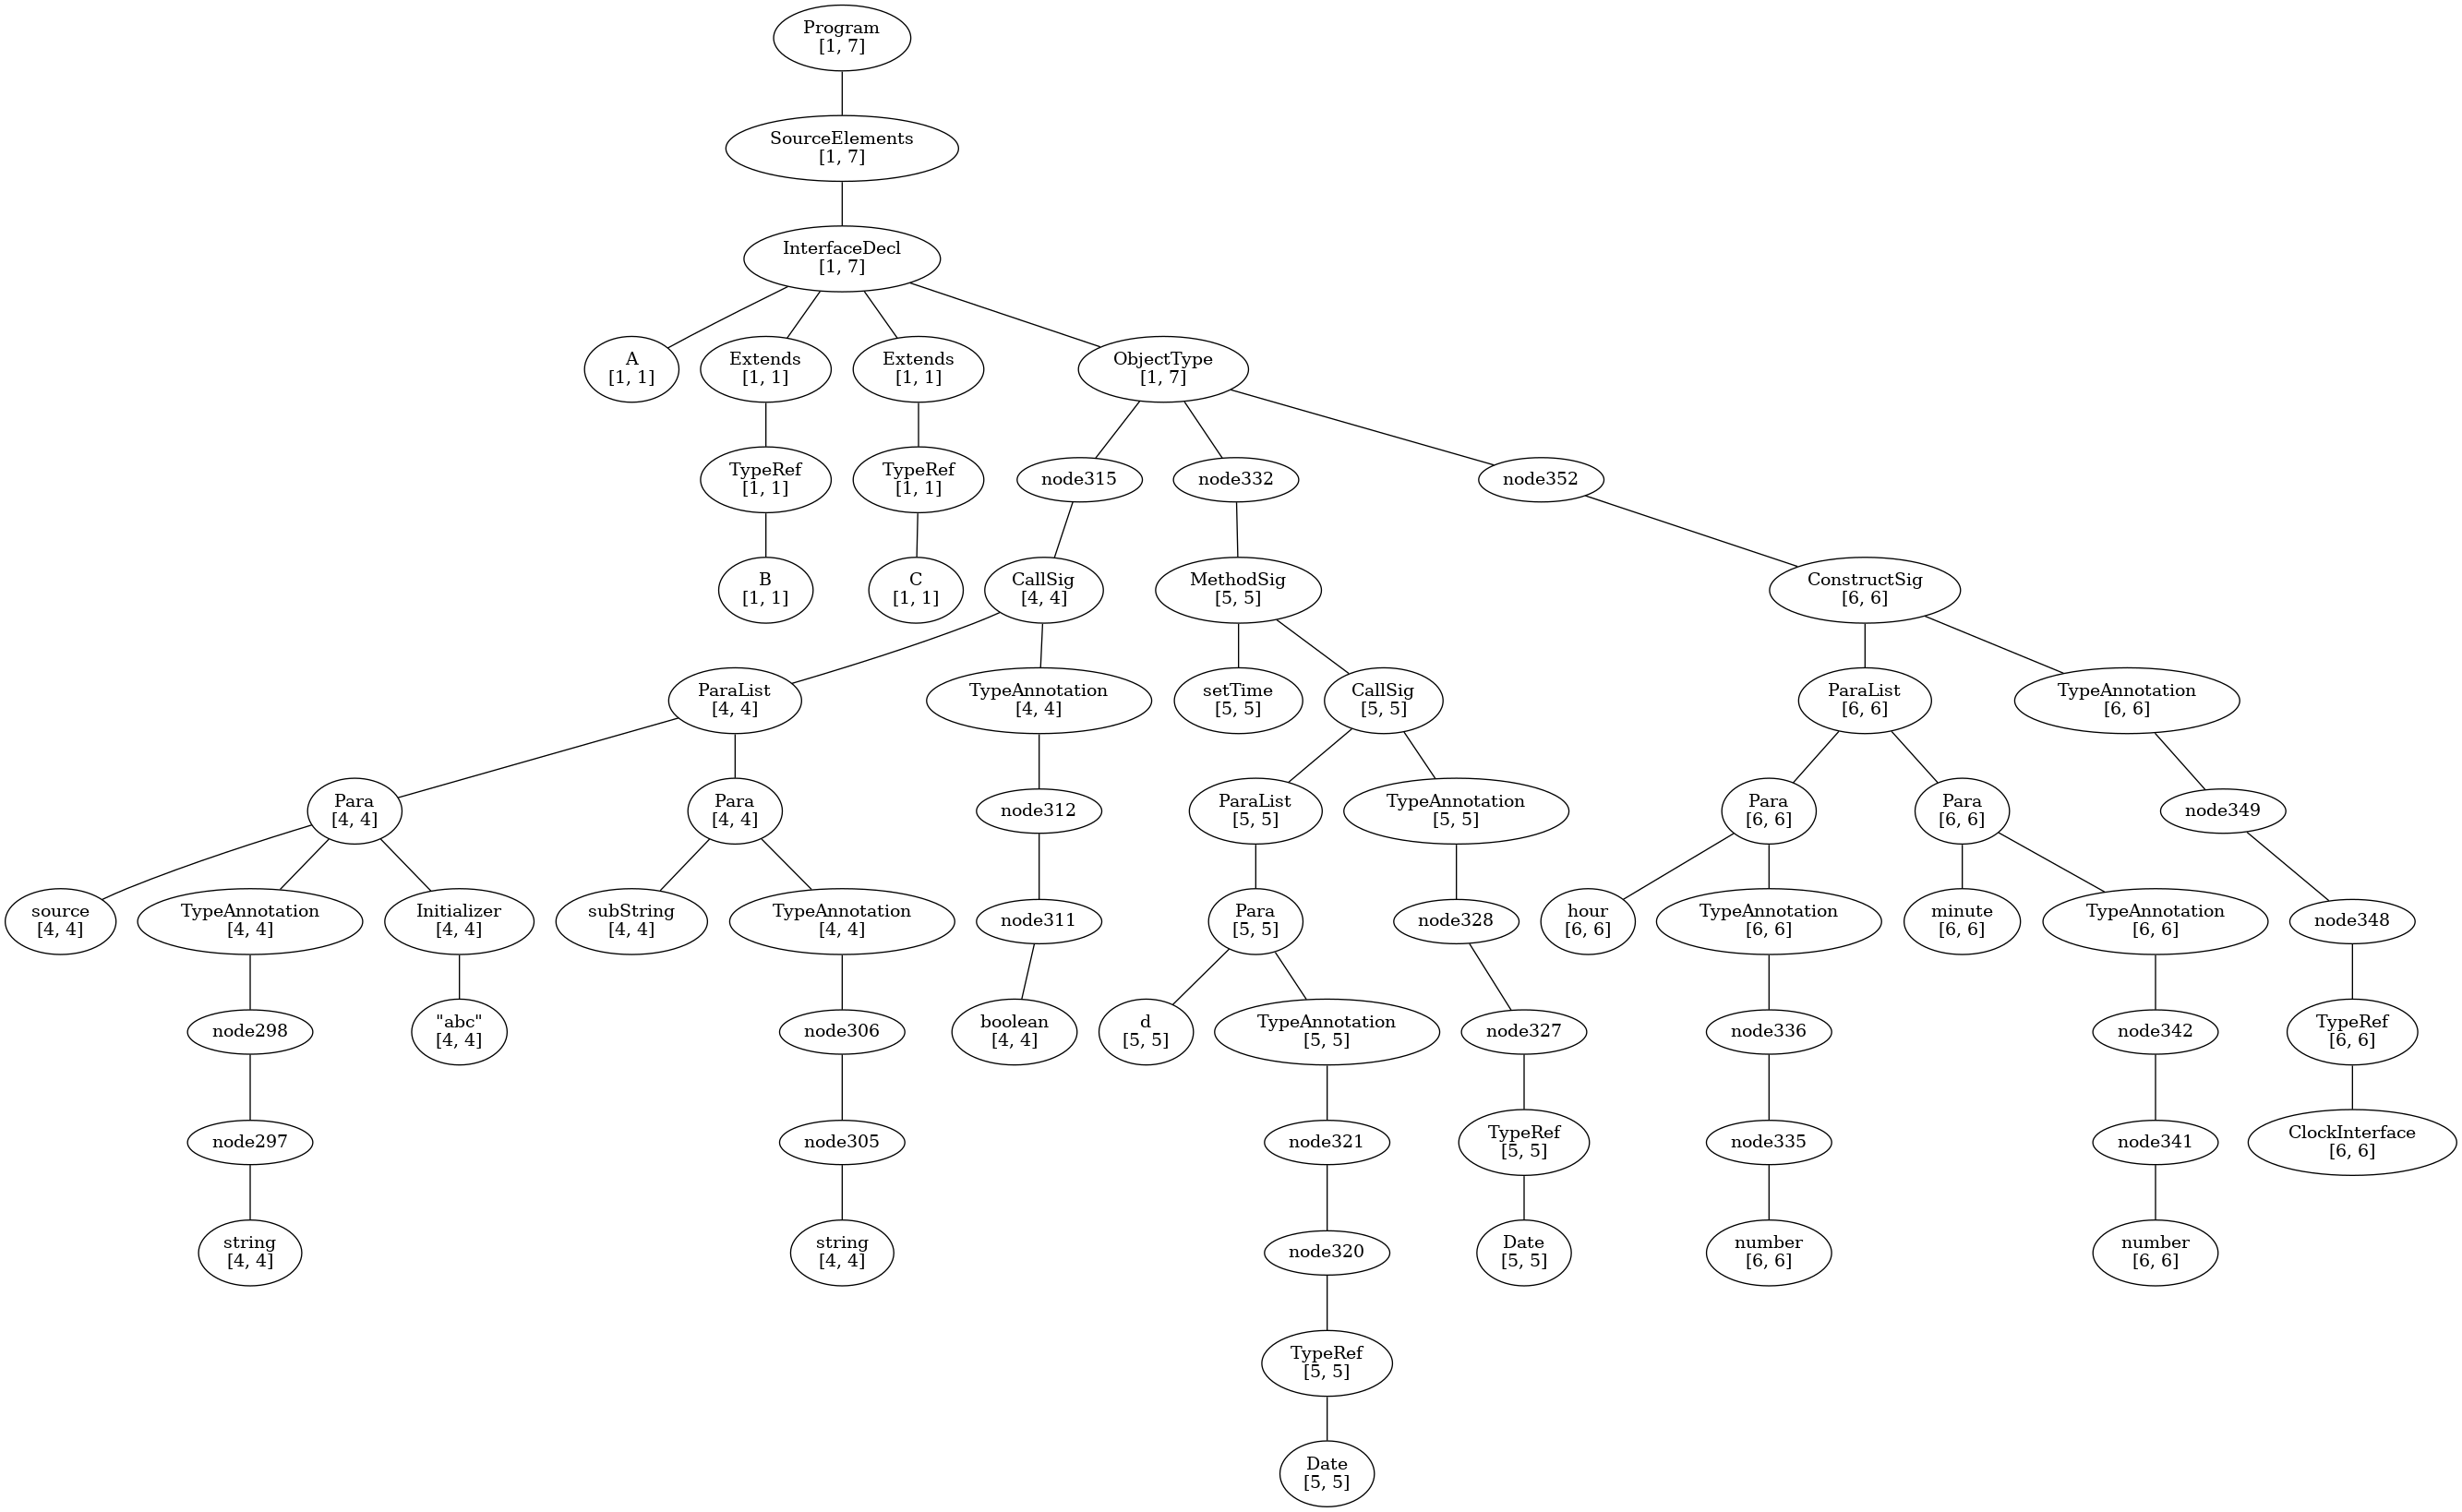 Program
[1, 7]
SourceElements
[1, 7]
InterfaceDecl
[1, 7]
A
[1, 1]
Extends
[1, 1]
Extends
[1, 1]
ObjectType
[1, 7]
TypeRef
[1, 1]
TypeRef
[1, 1]
node315
node332
node352
B
[1, 1]
C
[1, 1]
CallSig
[4, 4]
MethodSig
[5, 5]
ConstructSig
[6, 6]
ParaList
[4, 4]
TypeAnnotation
[4, 4]
setTime
[5, 5]
CallSig
[5, 5]
ParaList
[6, 6]
TypeAnnotation
[6, 6]
Para
[4, 4]
Para
[4, 4]
node312
ParaList
[5, 5]
TypeAnnotation
[5, 5]
Para
[6, 6]
Para
[6, 6]
node349
source
[4, 4]
TypeAnnotation
[4, 4]
Initializer
[4, 4]
subString
[4, 4]
TypeAnnotation
[4, 4]
node311
Para
[5, 5]
node328
hour
[6, 6]
TypeAnnotation
[6, 6]
minute
[6, 6]
TypeAnnotation
[6, 6]
node348
node298
"abc"
[4, 4]
node306
boolean
[4, 4]
d
[5, 5]
TypeAnnotation
[5, 5]
node327
node336
node342
TypeRef
[6, 6]
node297
node305
node321
TypeRef
[5, 5]
node335
node341
ClockInterface
[6, 6]
string
[4, 4]
string
[4, 4]
node320
Date
[5, 5]
number
[6, 6]
number
[6, 6]
TypeRef
[5, 5]
Date
[5, 5]